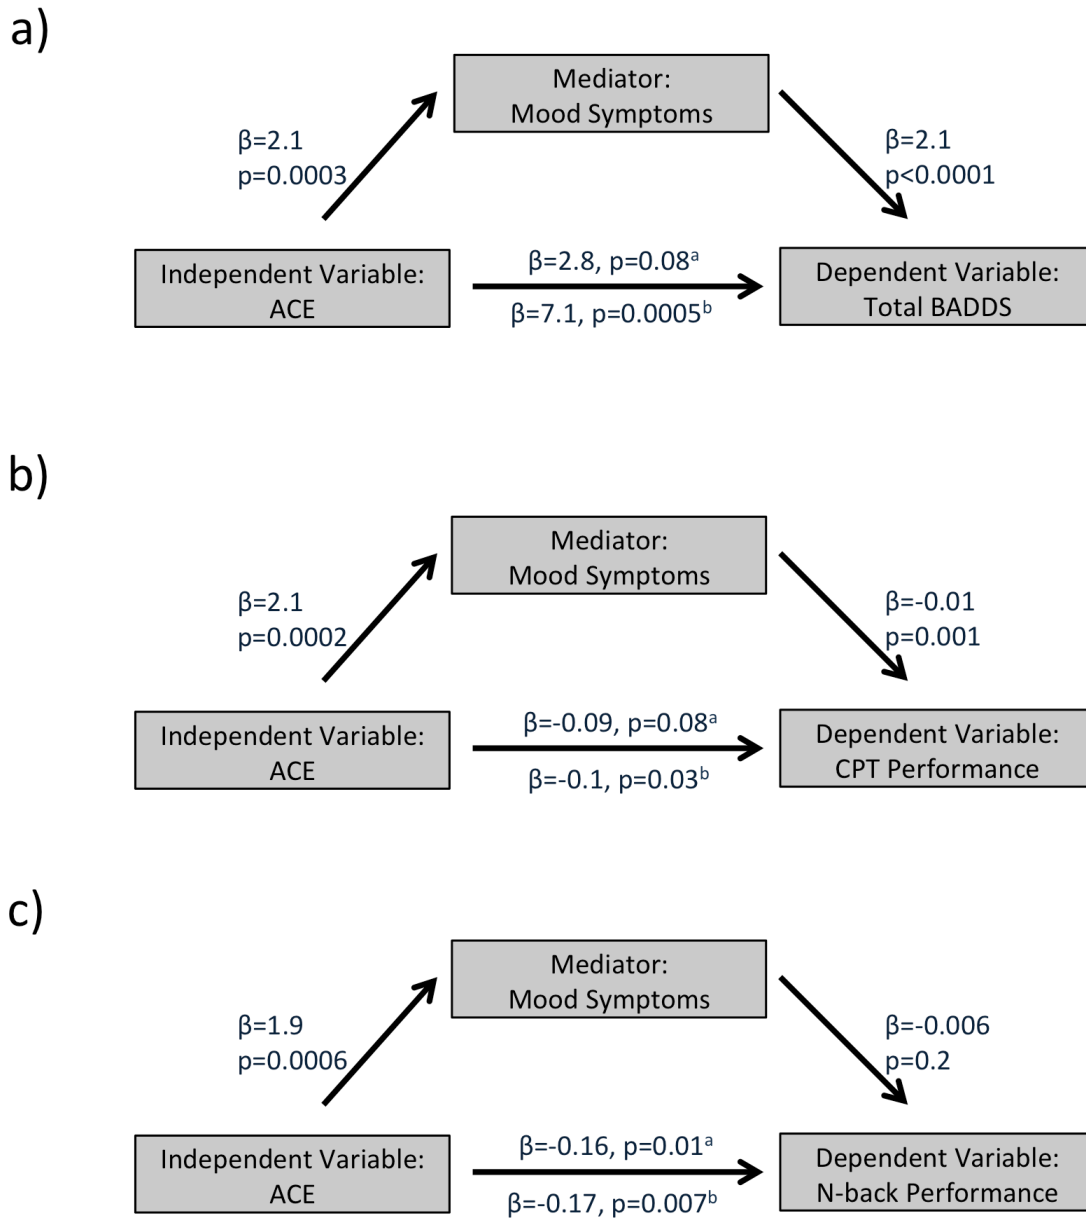 a)
Mediator:
Mood Symptoms
β=2.1
p=0.0003
β=2.1
p<0.0001
Independent Variable:
ACE
β=2.8, p=0.08ᵃ
β=7.1, p=0.0005ᵇ
Dependent Variable:
Total BADDS
b)
Mediator:
Mood Symptoms
β=2.1
p=0.0002
β=-0.01
p=0.001
Independent Variable:
ACE
β=-0.09, p=0.08ᵃ
β=-0.1, p=0.03ᵇ
Dependent Variable:
CPT Performance
c)
Mediator:
Mood Symptoms
β=1.9
p=0.0006
β=-0.006
p=0.2
Independent Variable:
ACE
β=-0.16, p=0.01ᵃ
β=-0.17, p=0.007ᵇ
Dependent Variable:
N-back Performance